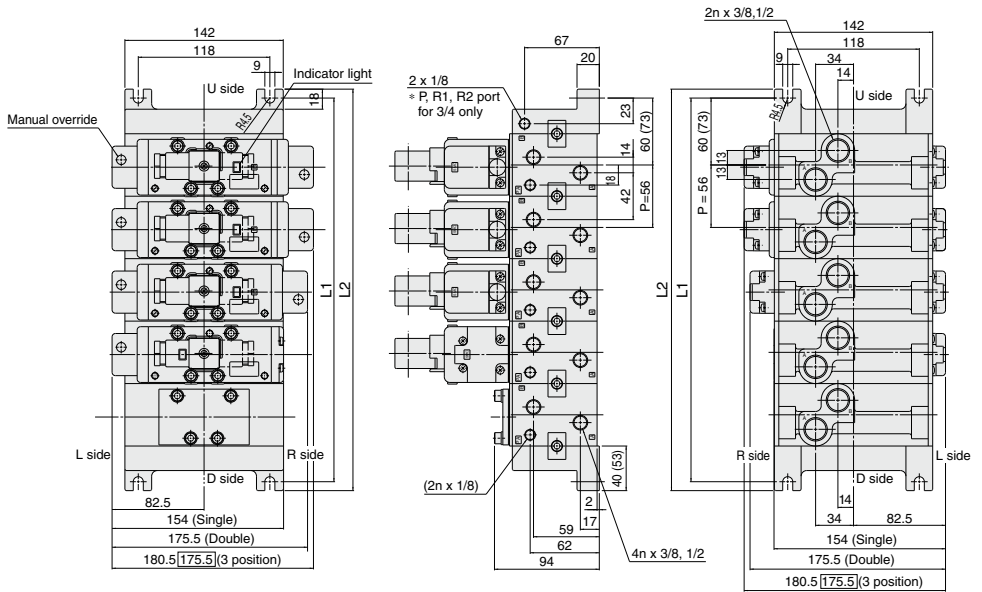 142
118
9
Indicator light
U side
18
R4.5
Manual override
L1
L2
L side
R side
D side
82.5
154 (Single)
175.5 (Double)
180.5 175.5 (3 position)
67
20
2 x 1/8
* P, R1, R2 port
for 3/4 only
23
60 (73)
14
18
42
P=56
40 (53)
(2n x 1/8)
2
17
59
62
94
4n x 3/8, 1/2
2n x 3/8,1/2
142
118
9
34
14
U side
R4.5
60 (73)
13
13
P = 56
L2
L1
A
B
R side
L side
D side
14
34
82.5
154 (Single)
175.5 (Double)
180.5 175.5 (3 position)